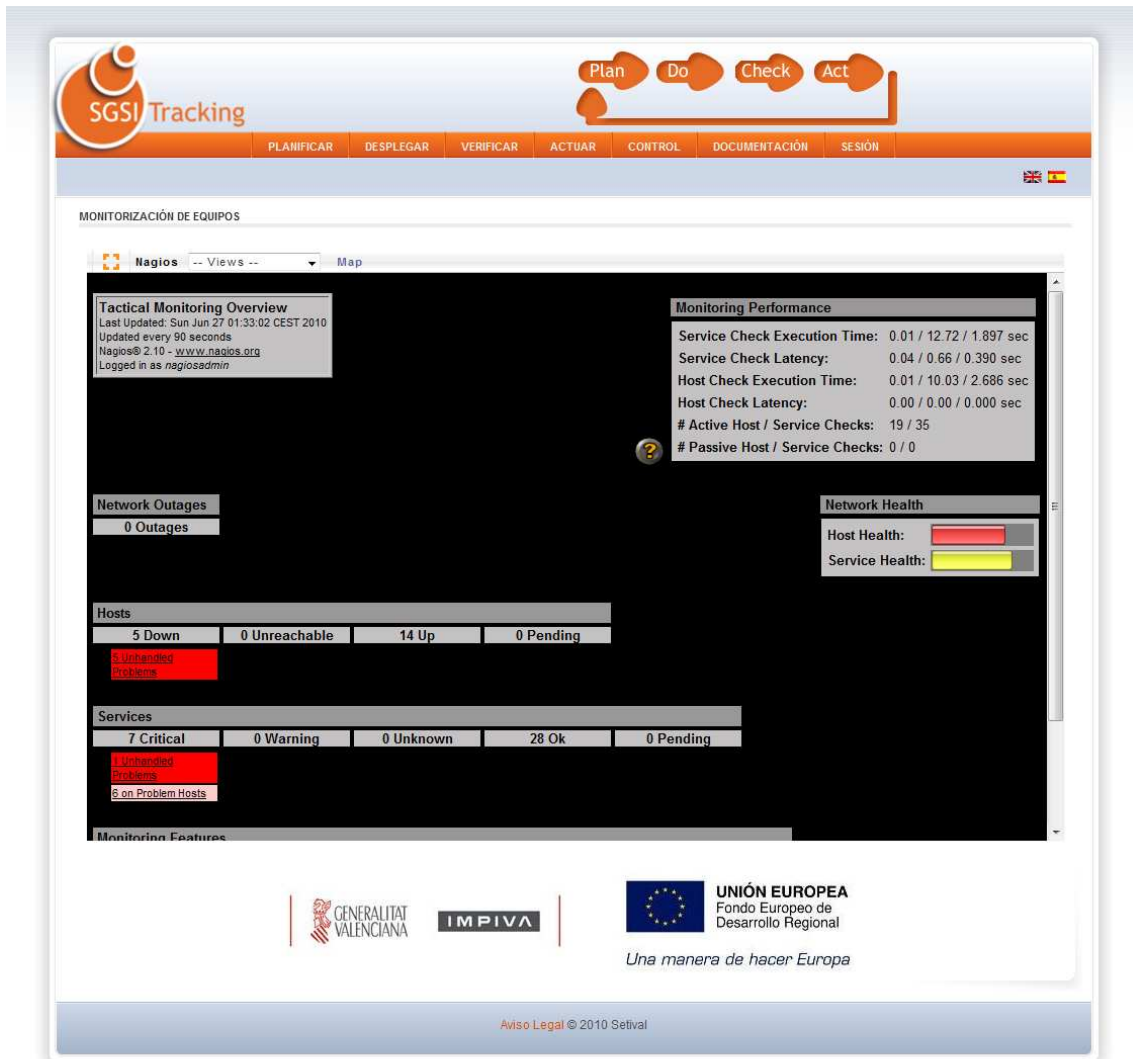 SGSI Tracking
Plan Do Check Act
PLANIFICAR DESPLEGAR VERIFICAR ACTUAR CONTROL DOCUMENTACIÓN SESIÓN
MONITORIZACIÓN DE EQUIPOS
Nagios -- Views -- Map
Tactical Monitoring Overview
Last Updated: Sun Jun 27 01:33:02 CEST 2010
Updated every 90 seconds
Nagios® 2.10 - www.nagios.org
Logged in as nagiosadmin
Monitoring Performance
Service Check Execution Time: 0.01 / 12.72 / 1.897 sec
Service Check Latency: 0.04 / 0.66 / 0.390 sec
Host Check Execution Time: 0.01 / 10.03 / 2.686 sec
Host Check Latency: 0.00 / 0.00 / 0.000 sec
# Active Host / Service Checks: 19 / 35
# Passive Host / Service Checks: 0 / 0
?
Network Outages
0 Outages
Network Health
Host Health:
Service Health:
Hosts
5 Down 0 Unreachable 14 Up 0 Pending
5 Unhandled
Problems
Services
7 Critical 0 Warning 0 Unknown 28 Ok 0 Pending
1 Unhandled
Problems
6 on Problem Hosts
Monitoring Features
GENERALITAT
VALENCIANA
IMPIVA
UNIÓN EUROPEA
Fondo Europeo de
Desarrollo Regional
Una manera de hacer Europa
Aviso Legal © 2010 Setival